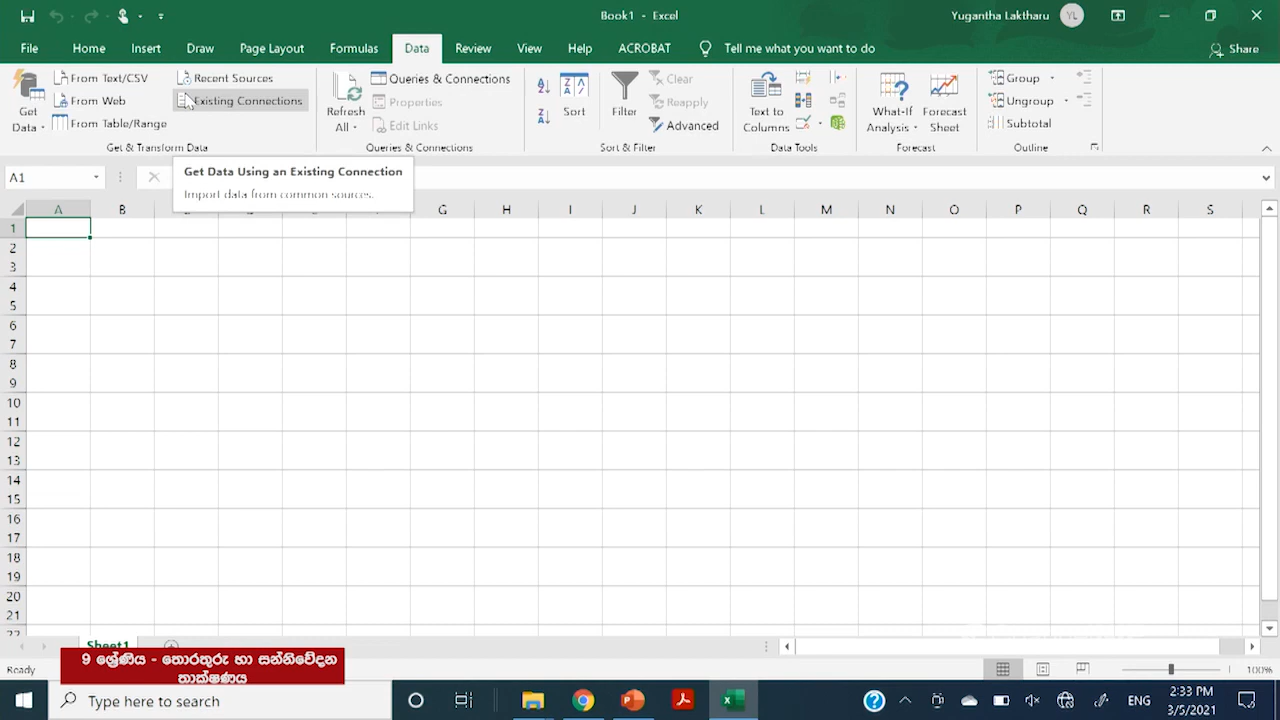 Book1 - Excel
Yugantha Laktharu
YL
File
Home
Insert
Draw
Page Layout
Formulas
Data
Review
View
Help
ACROBAT
Tell me what you want to do
Share
Get
Data
From Text/CSV
From Web
From Table/Range
Recent Sources
Existing Connections
Get & Transform Data
Refresh
All
Queries & Connections
Properties
Edit Links
Queries & Connections
Sort
Filter
Clear
Reapply
Advanced
Sort & Filter
Text to
Columns
Data Tools
What-If
Analysis
Forecast
Sheet
Forecast
Group
Ungroup
Subtotal
Outline
A1
Get Data Using an Existing Connection
Import data from common sources.
A B G H I J K L M N O P Q R S
1
2
3
4
5
6
7
8
9
10
11
12
13
14
15
16
17
18
19
20
21
22
Sheet1
Ready
100%
9 ශ්‍රේණිය - තොරතුරු හා සන්නිවේදන
තාක්ෂණය
Type here to search
ENG
2:33 PM
3/5/2021